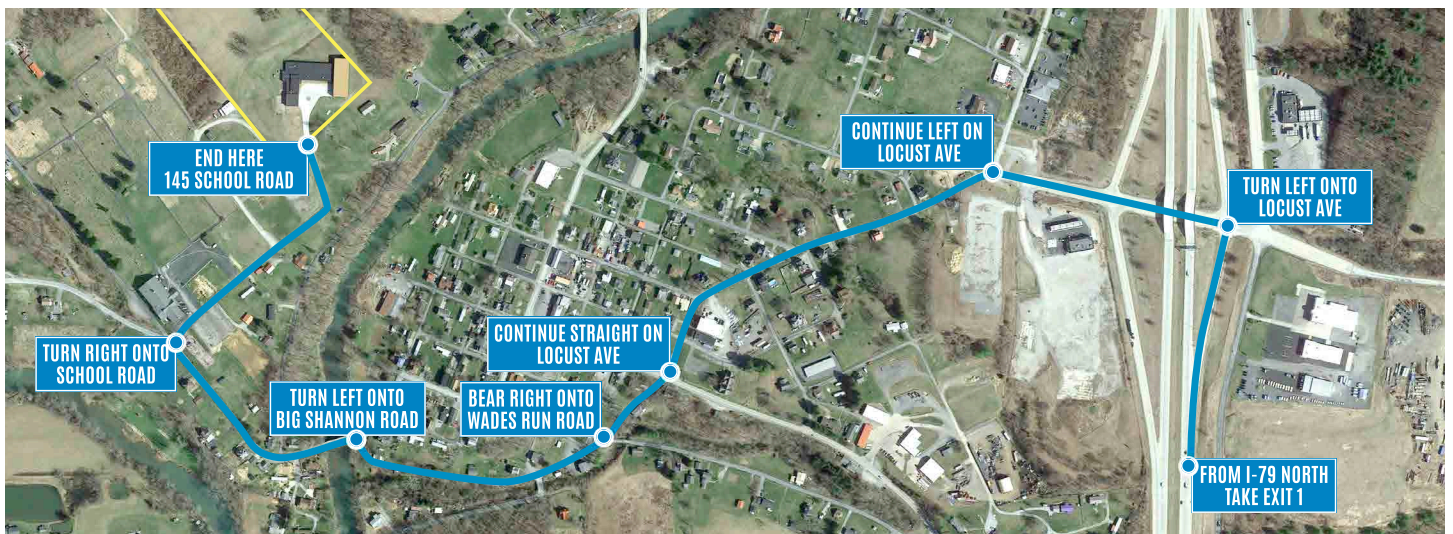 CONTINUE LEFT ON
LOCUST AVE
END HERE
145 SCHOOL ROAD
TURN LEFT ONTO
LOCUST AVE
CONTINUE STRAIGHT ON
LOCUST AVE
TURN RIGHT ONTO
SCHOOL ROAD
TURN LEFT ONTO
BIG SHANNON ROAD
BEAR RIGHT ONTO
WADES RUN ROAD
FROM I-79 NORTH
TAKE EXIT 1